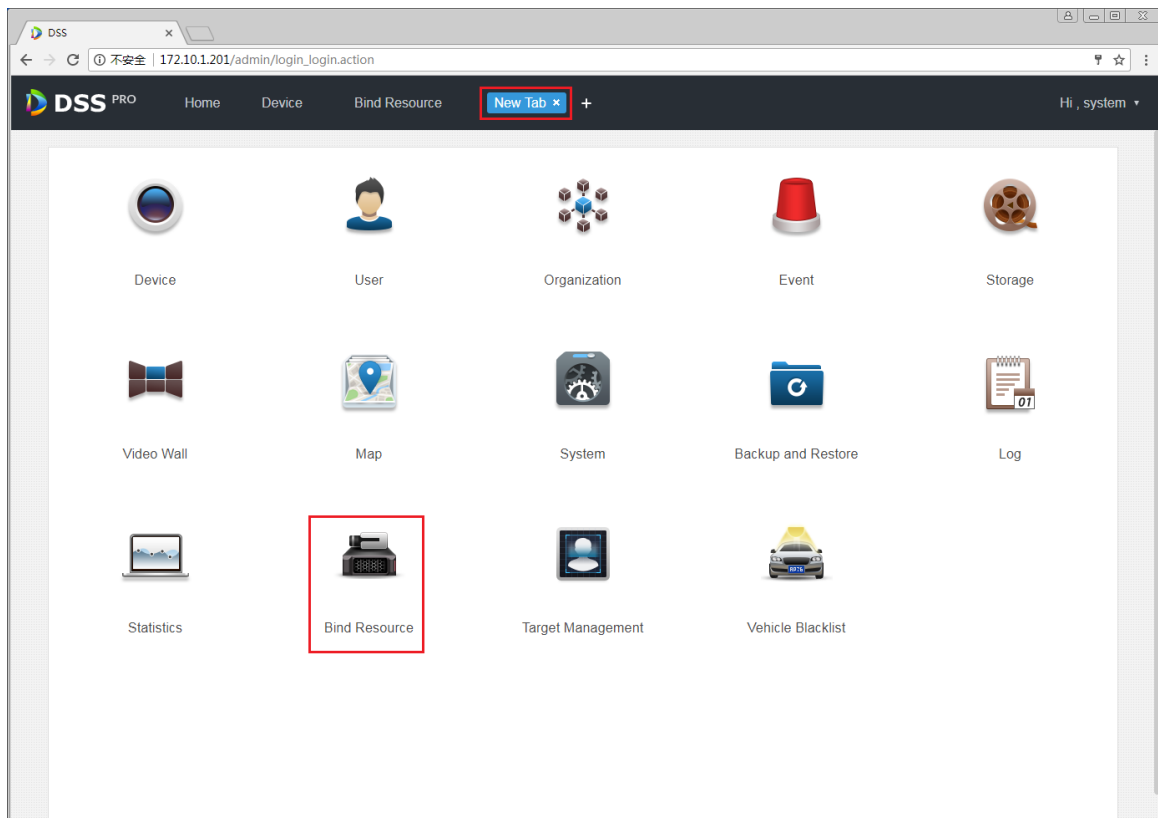 DSS
不安全 172.10.1.201/admin/login_login.action
DSS PRO Home Device Bind Resource New Tab × + Hi , system
Device User Organization Event Storage
01
Video Wall Map System Backup and Restore Log
Statistics Bind Resource Target Management Vehicle Blacklist